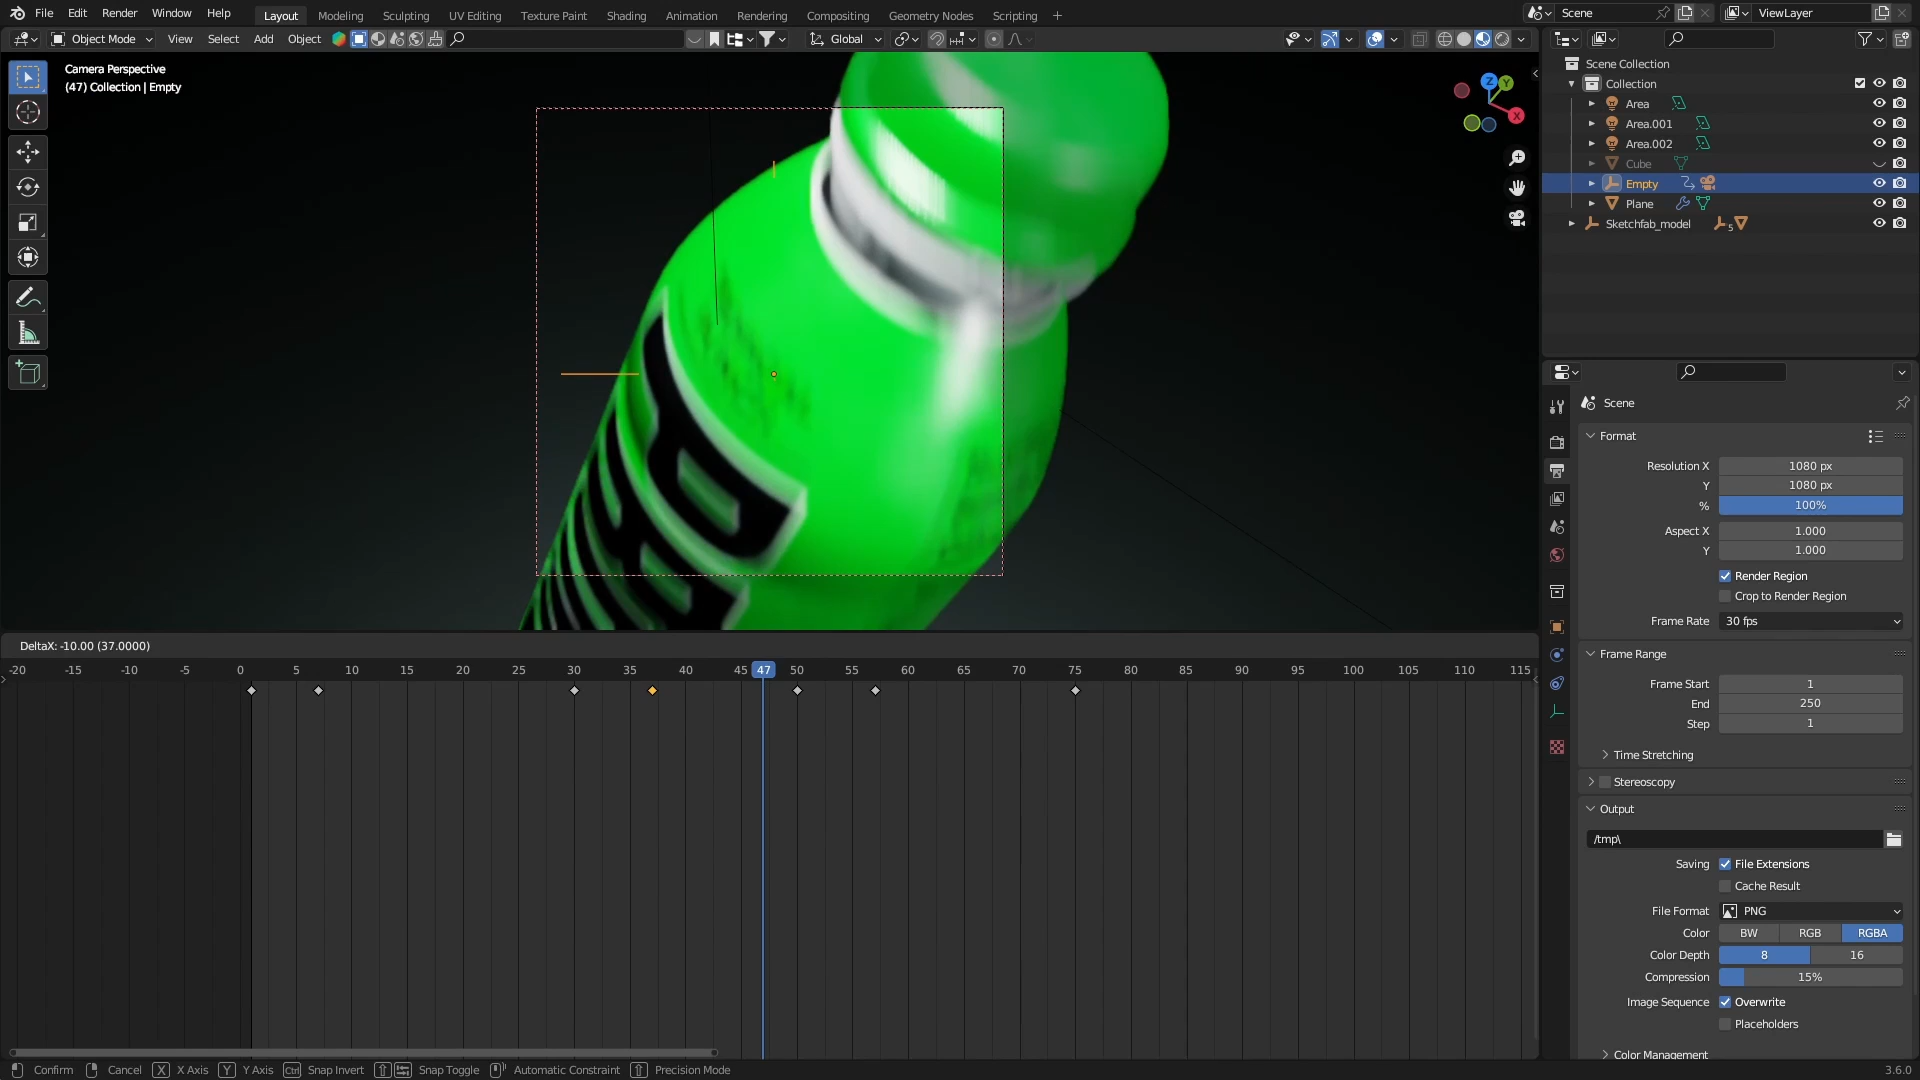 File Edit Render Window Help Layout Modeling Sculpting UV Editing Texture Paint Shading Animation Rendering Compositing Geometry Nodes Scripting + Scene ViewLayer
Object Mode View Select Add Object Global
Camera Perspective
(47) Collection | Empty
Z Y X
Scene Collection
Collection
Area
Area.001
Area.002
Cube
Empty
Plane
Sketchfab_model 5
Scene
Format
Resolution X 1080 px
Y 1080 px
% 100%
Aspect X 1.000
Y 1.000
Render Region
Crop to Render Region
Frame Rate 30 fps
Frame Range
Frame Start 1
End 250
Step 1
Time Stretching
Stereoscopy
Output
/tmp\
Saving File Extensions
Cache Result
File Format PNG
Color BW RGB RGBA
Color Depth 8 16
Compression 15%
Image Sequence Overwrite
Placeholders
Color Management
DeltaX: -10.00 (37.0000)
-20 -15 -10 -5 0 5 10 15 20 25 30 35 40 45 47 50 55 60 65 70 75 80 85 90 95 100 105 110 115
Confirm Cancel X X Axis Y Y Axis Ctrl Snap Invert Snap Toggle Automatic Constraint Precision Mode 3.6.0